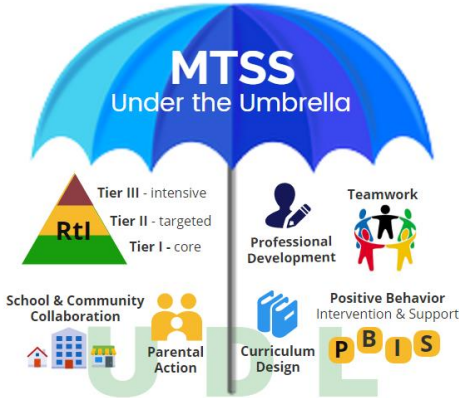 MTSS
Under the Umbrella
RtI
Tier III - intensive
Tier II - targeted
Tier I - core
Professional
Development
Teamwork
School & Community
Collaboration
Parental
Action
Curriculum
Design
Positive Behavior
Intervention & Support
P B I S
UDL